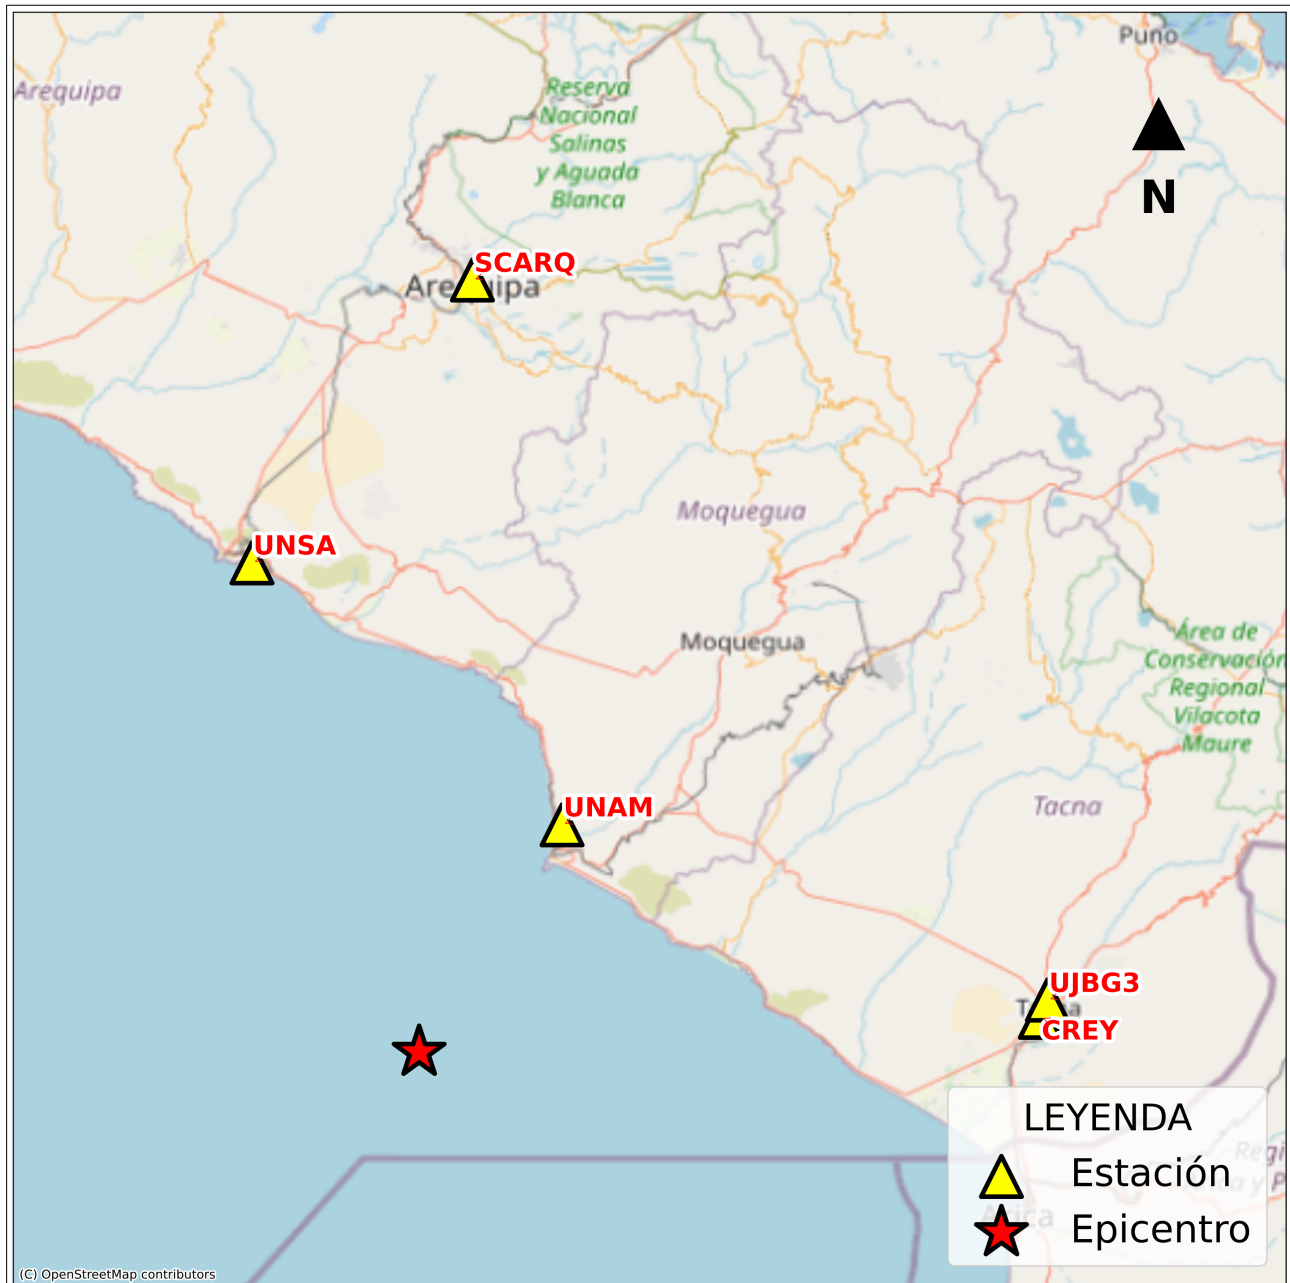 Puno
Arequipa
Reserva
Nacional
Salinas
y Aguada
Blanca
N
SCARQ
Arequipa
Moquegua
UNSA
Moquegua
Área de
Conservación
Regional
Vilacota
Maure
UNAM
Tacna
UJBG3
CREY
LEYENDA
Estación
Epicentro
Arica
(C) OpenStreetMap contributors